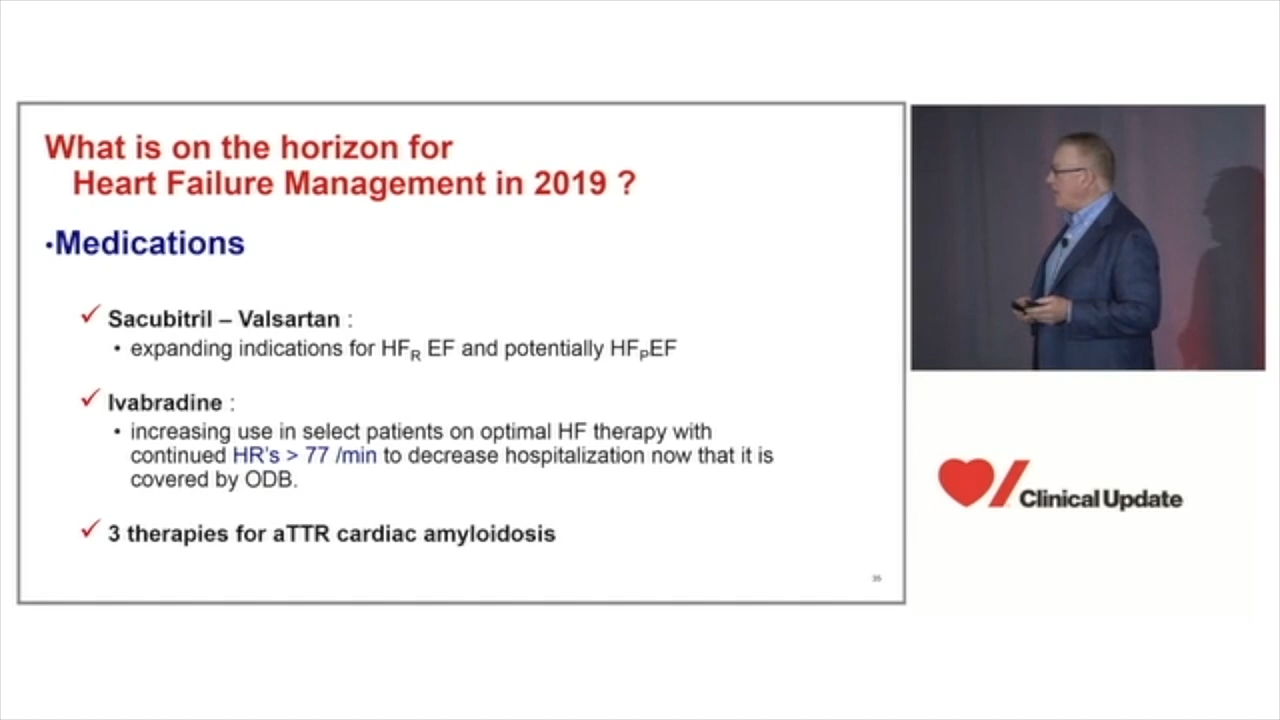 What is on the horizon for
Heart Failure Management in 2019 ?
•Medications
✓ Sacubitril – Valsartan :
• expanding indications for HFR EF and potentially HFPEF
✓ Ivabradine :
• increasing use in select patients on optimal HF therapy with
continued HR's > 77 /min to decrease hospitalization now that it is
covered by ODB.
✓ 3 therapies for aTTR cardiac amyloidosis
35
Clinical Update